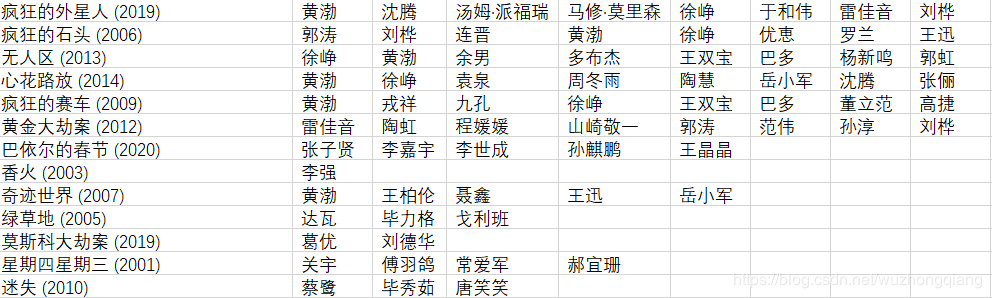 疯狂的外星人 (2019) 黄渤 沈腾 汤姆·派福瑞 马修·莫里森 徐峥 于和伟 雷佳音 刘桦
疯狂的石头 (2006) 郭涛 刘桦 连晋 黄渤 徐峥 优恵 罗兰 王迅
无人区 (2013) 徐峥 黄渤 余男 多布杰 王双宝 巴多 杨新鸣 郭虹
心花路放 (2014) 黄渤 徐峥 袁泉 周冬雨 陶慧 岳小军 沈腾 张俪
疯狂的赛车 (2009) 黄渤 戎祥 九孔 徐峥 王双宝 巴多 董立范 高捷
黄金大劫案 (2012) 雷佳音 陶虹 程媛媛 山崎敬一 郭涛 范伟 孙淳 刘桦
巴依尔的春节 (2020) 张子贤 李嘉宇 李世成 孙麒鹏 王晶晶
香火 (2003) 李强
奇迹世界 (2007) 黄渤 王柏伦 聂鑫 王迅 岳小军
绿草地 (2005) 达瓦 毕力格 戈利班
莫斯科大劫案 (2019) 葛优 刘德华
星期四星期三 (2001) 关宇 傅羽鸽 常爱军 郝宜珊
迷失 (2010) 蔡鹭 毕秀茹 唐笑笑
https://blog.csdn.net/wuzhongqiang